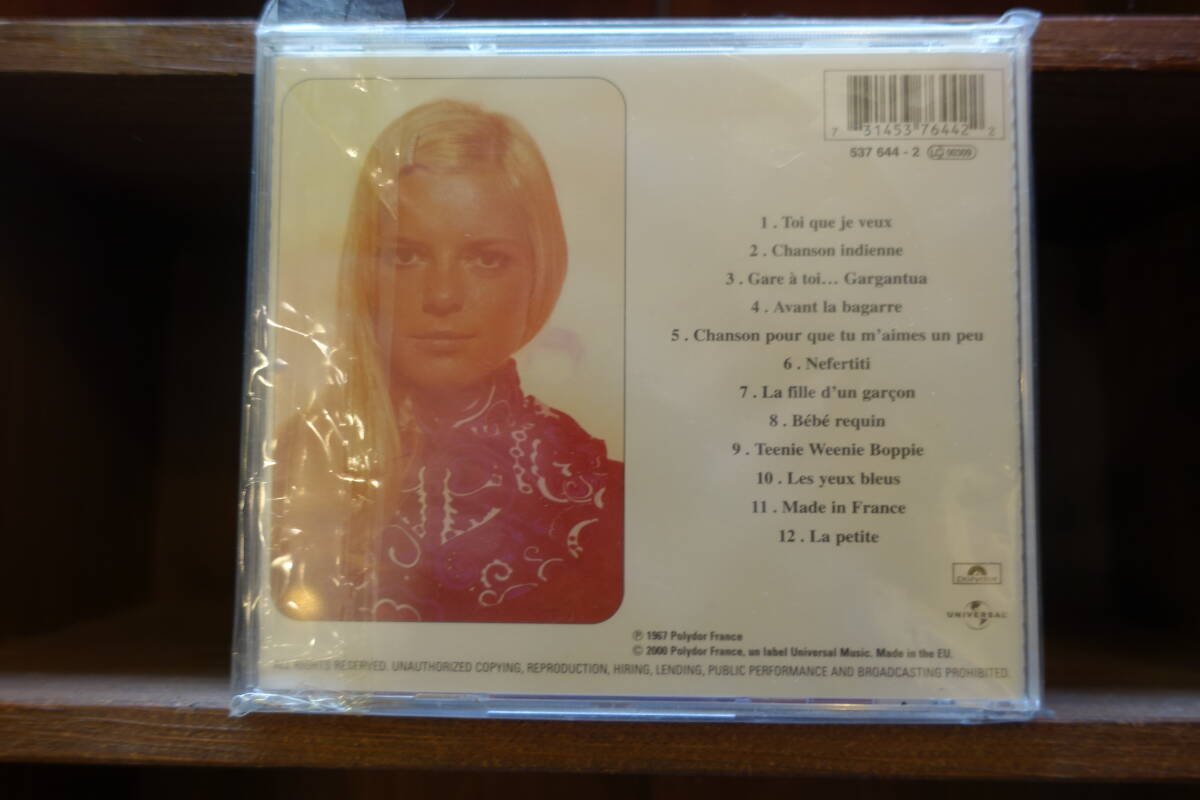 7 31453 76442 2
537 644 - 2 LC 00309
1 . Toi que je veux
2 . Chanson indienne
3 . Gare à toi... Gargantua
4 . Avant la bagarre
5 . Chanson pour que tu m'aimes un peu
6 . Nefertiti
7 . La fille d'un garçon
8 . Bébé requin
9 . Teenie Weenie Boppie
10 . Les yeux bleus
11 . Made in France
12 . La petite
Polydor
UNIVERSAL
℗ 1967 Polydor France
© 2000 Polydor France, un label Universal Music. Made in the EU.
ALL RIGHTS RESERVED. UNAUTHORIZED COPYING, REPRODUCTION, HIRING, LENDING, PUBLIC PERFORMANCE AND BROADCASTING PROHIBITED.